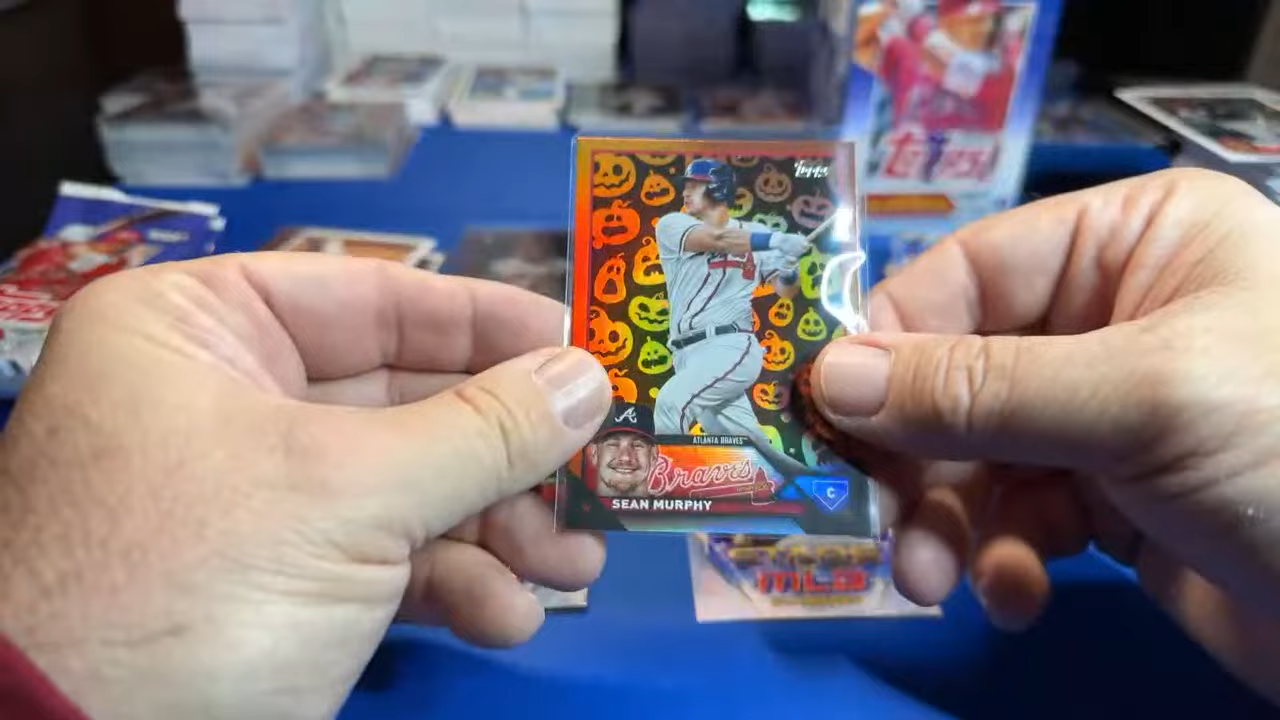 Topps
A
ATLANTA BRAVES
Braves
SEAN MURPHY
C
Topps
MLB